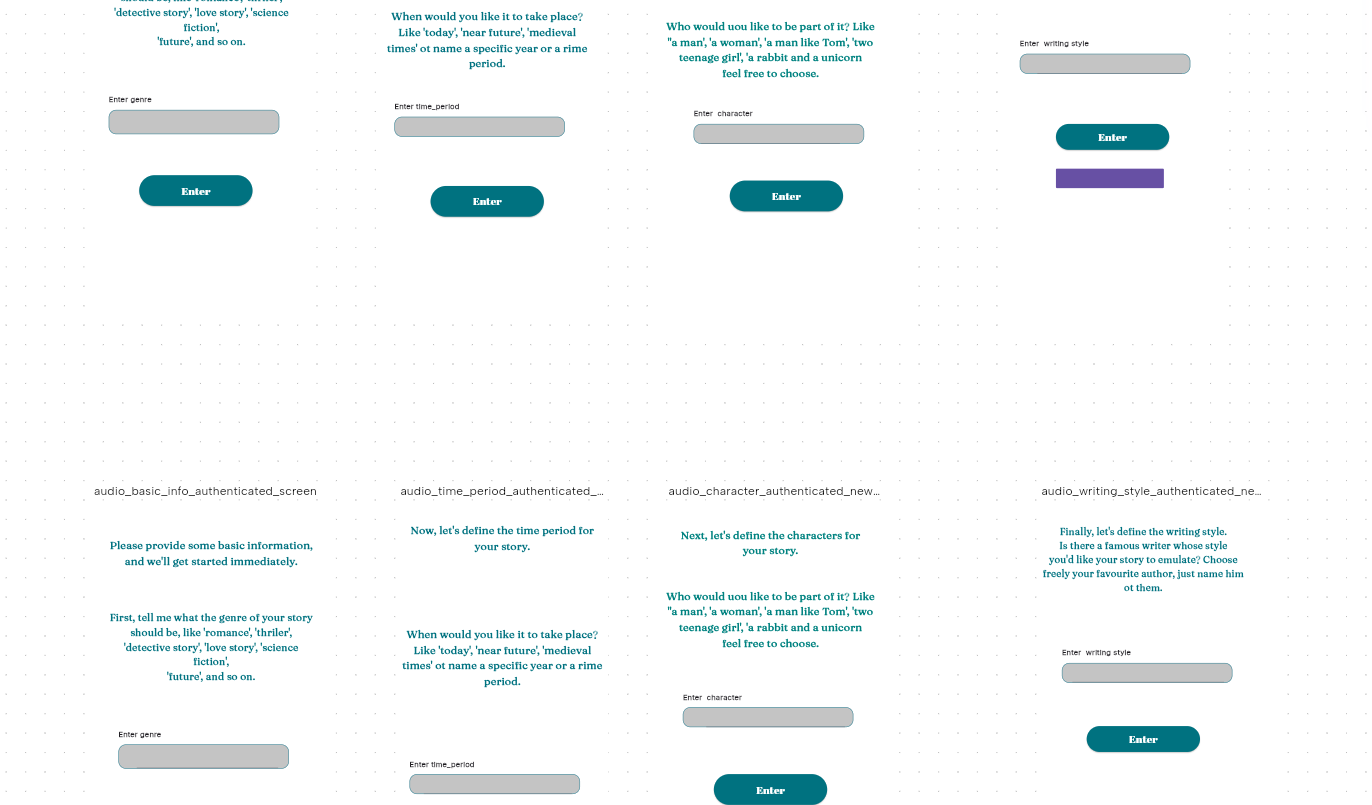 should be, like 'romance', 'thriler',
'detective story', 'love story', 'science
fiction',
'future', and so on.
Enter genre
Enter
When would you like it to take place?
Like 'today', 'near future', 'medieval
times' ot name a specific year or a rime
period.
Enter time_period
Enter
Who would uou like to be part of it? Like
"a man', 'a woman', 'a man like Tom', 'two
teenage girl', 'a rabbit and a unicorn
feel free to choose.
Enter  character
Enter
Enter  writing style
Enter
audio_basic_info_authenticated_screen
Please provide some basic information,
and we'll get started immediately.
First, tell me what the genre of your story
should be, like 'romance', 'thriler',
'detective story', 'love story', 'science
fiction',
'future', and so on.
Enter genre
audio_time_period_authenticated_...
Now, let's define the time period for
your story.
When would you like it to take place?
Like 'today', 'near future', 'medieval
times' ot name a specific year or a rime
period.
Enter time_period
audio_character_authenticated_new...
Next, let's define the characters for
your story.
Who would uou like to be part of it? Like
"a man', 'a woman', 'a man like Tom', 'two
teenage girl', 'a rabbit and a unicorn
feel free to choose.
Enter  character
Enter
audio_writing_style_authenticated_ne...
Finally, let's define the writing style.
Is there a famous writer whose style
you'd like your story to emulate? Choose
freely your favourite author, just name him
ot them.
Enter  writing style
Enter